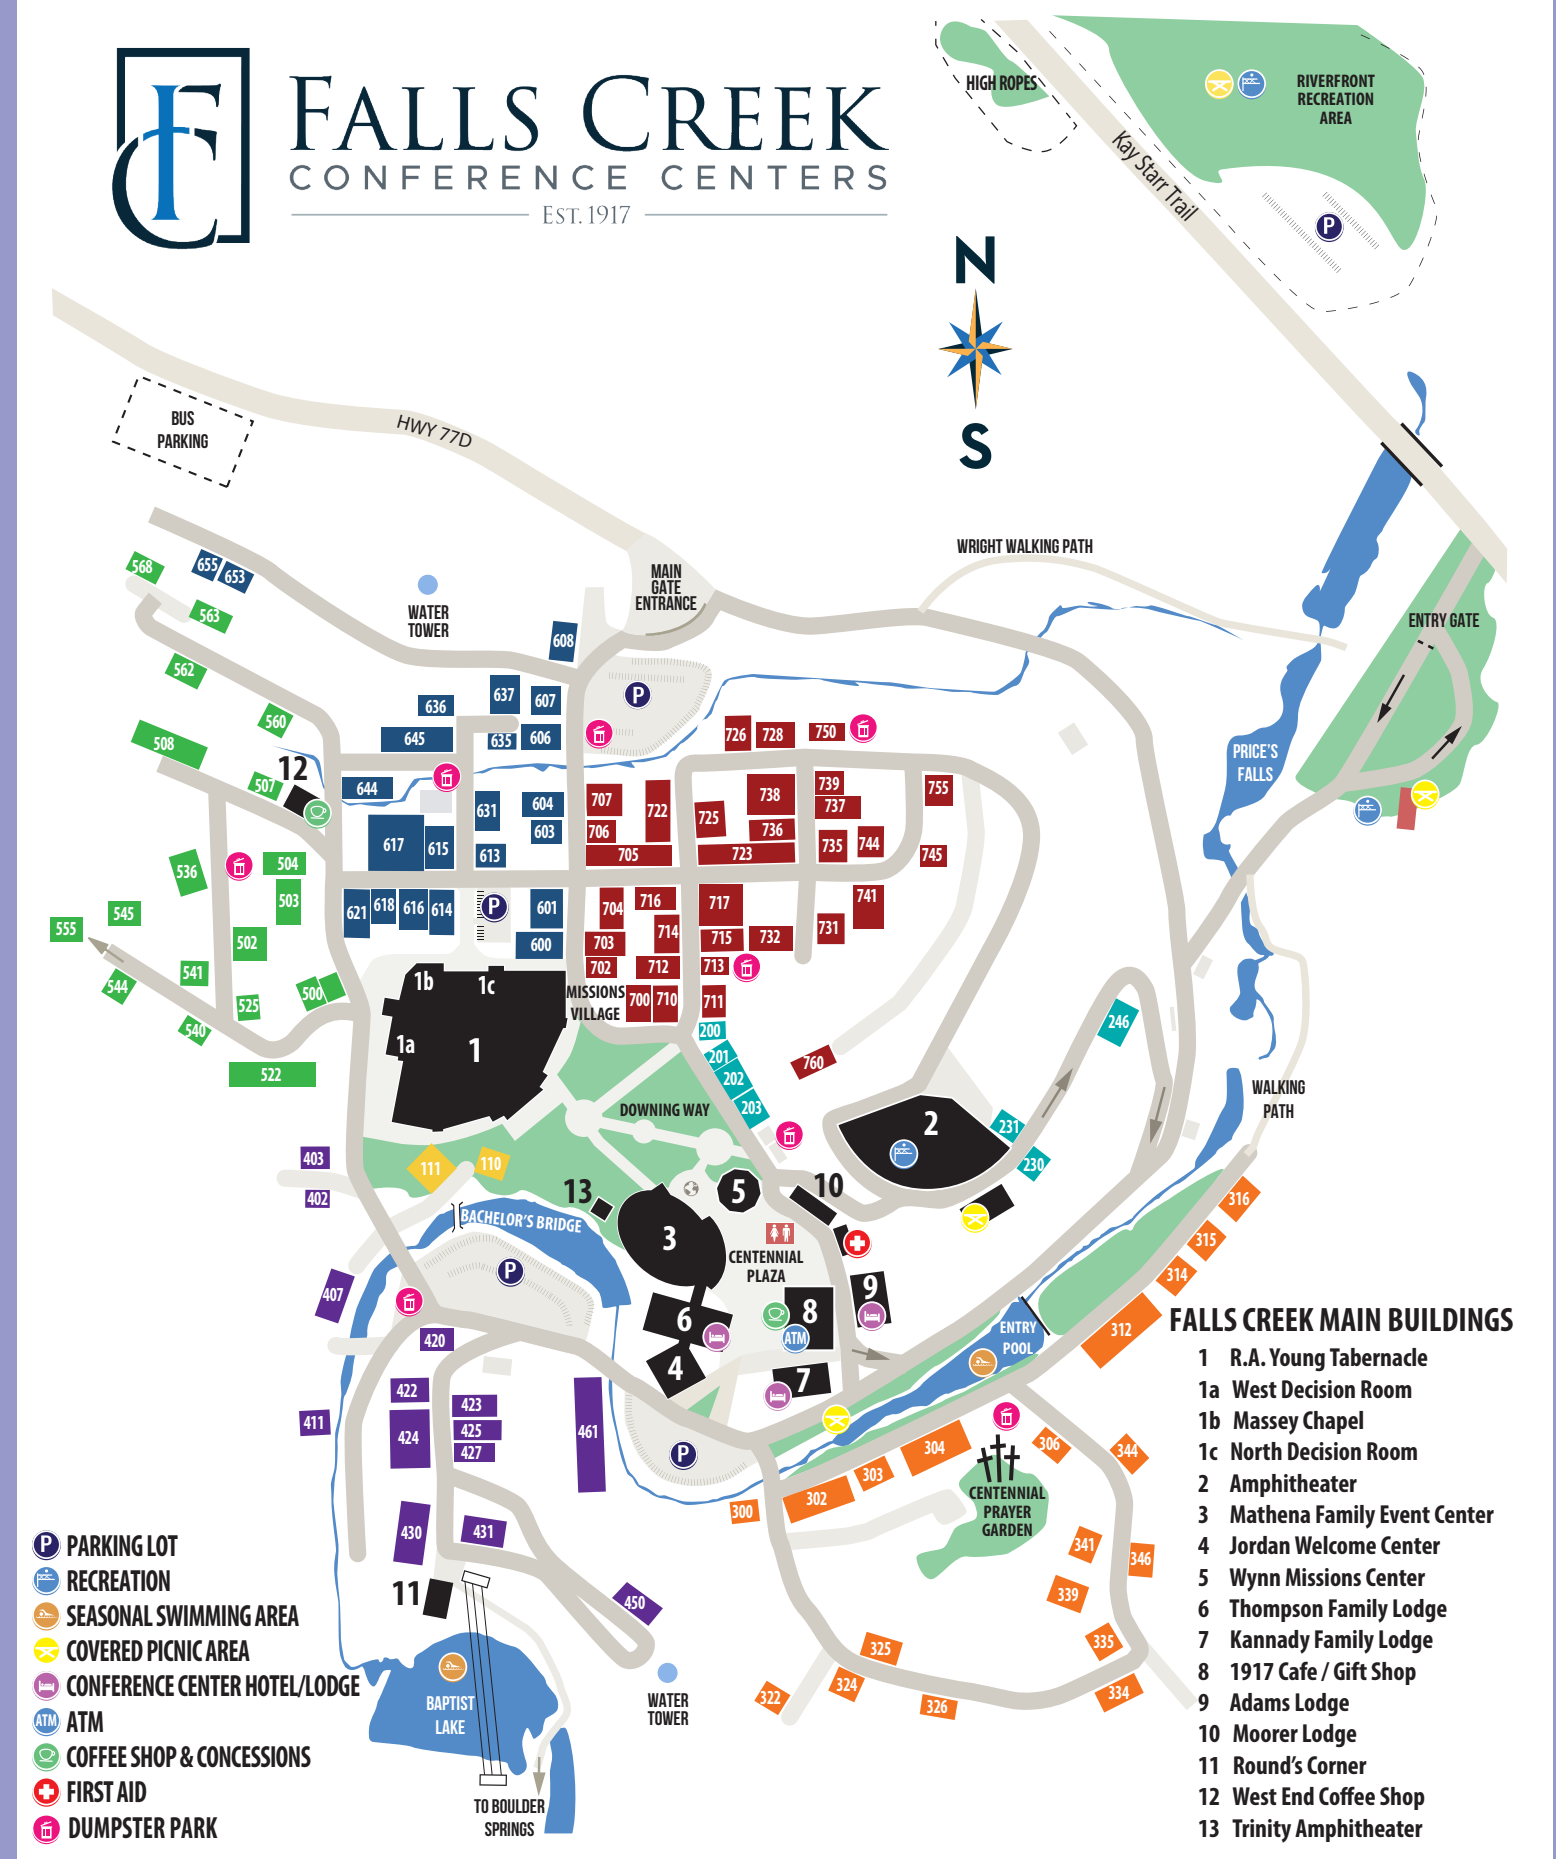 FALLS CREEK
CONFERENCE CENTERS
EST. 1917
HIGH ROPES
RIVERFRONT
RECREATION
AREA
Kay Starr Trail
P
N
S
BUS
PARKING
HWY 77D
WRIGHT WALKING PATH
MAIN
GATE
ENTRANCE
ENTRY GATE
WATER
TOWER
568
655
653
563
608
562
637
607
636
P
560
645
635
606
726
728
750
508
PRICE'S
FALLS
12
507
644
631
604
603
707
706
722
705
725
738
736
723
739
737
735
744
755
745
617
615
613
536
504
503
545
555
502
541
544
525
500
540
522
621
618
616
614
P
601
600
704
716
714
703
702
712
717
715
732
713
731
741
1b
1c
1a
1
MISSIONS
VILLAGE
700
710
711
200
201
202
203
760
246
DOWNING WAY
2
231
230
WALKING
PATH
403
402
111
110
13
5
10
BACHELOR'S BRIDGE
3
CENTENNIAL
PLAZA
316
315
314
312
407
P
420
6
8
ATM
9
4
7
ENTRY
POOL
422
423
411
424
425
427
461
P
304
303
302
300
306
344
CENTENNIAL
PRAYER
GARDEN
430
431
341
346
339
11
450
335
325
324
322
326
334
BAPTIST
LAKE
WATER
TOWER
TO BOULDER
SPRINGS
P PARKING LOT
RECREATION
SEASONAL SWIMMING AREA
COVERED PICNIC AREA
CONFERENCE CENTER HOTEL/LODGE
ATM ATM
COFFEE SHOP & CONCESSIONS
FIRST AID
DUMPSTER PARK
FALLS CREEK MAIN BUILDINGS
1 R.A. Young Tabernacle
1a West Decision Room
1b Massey Chapel
1c North Decision Room
2 Amphitheater
3 Mathena Family Event Center
4 Jordan Welcome Center
5 Wynn Missions Center
6 Thompson Family Lodge
7 Kannady Family Lodge
8 1917 Cafe / Gift Shop
9 Adams Lodge
10 Moorer Lodge
11 Round's Corner
12 West End Coffee Shop
13 Trinity Amphitheater